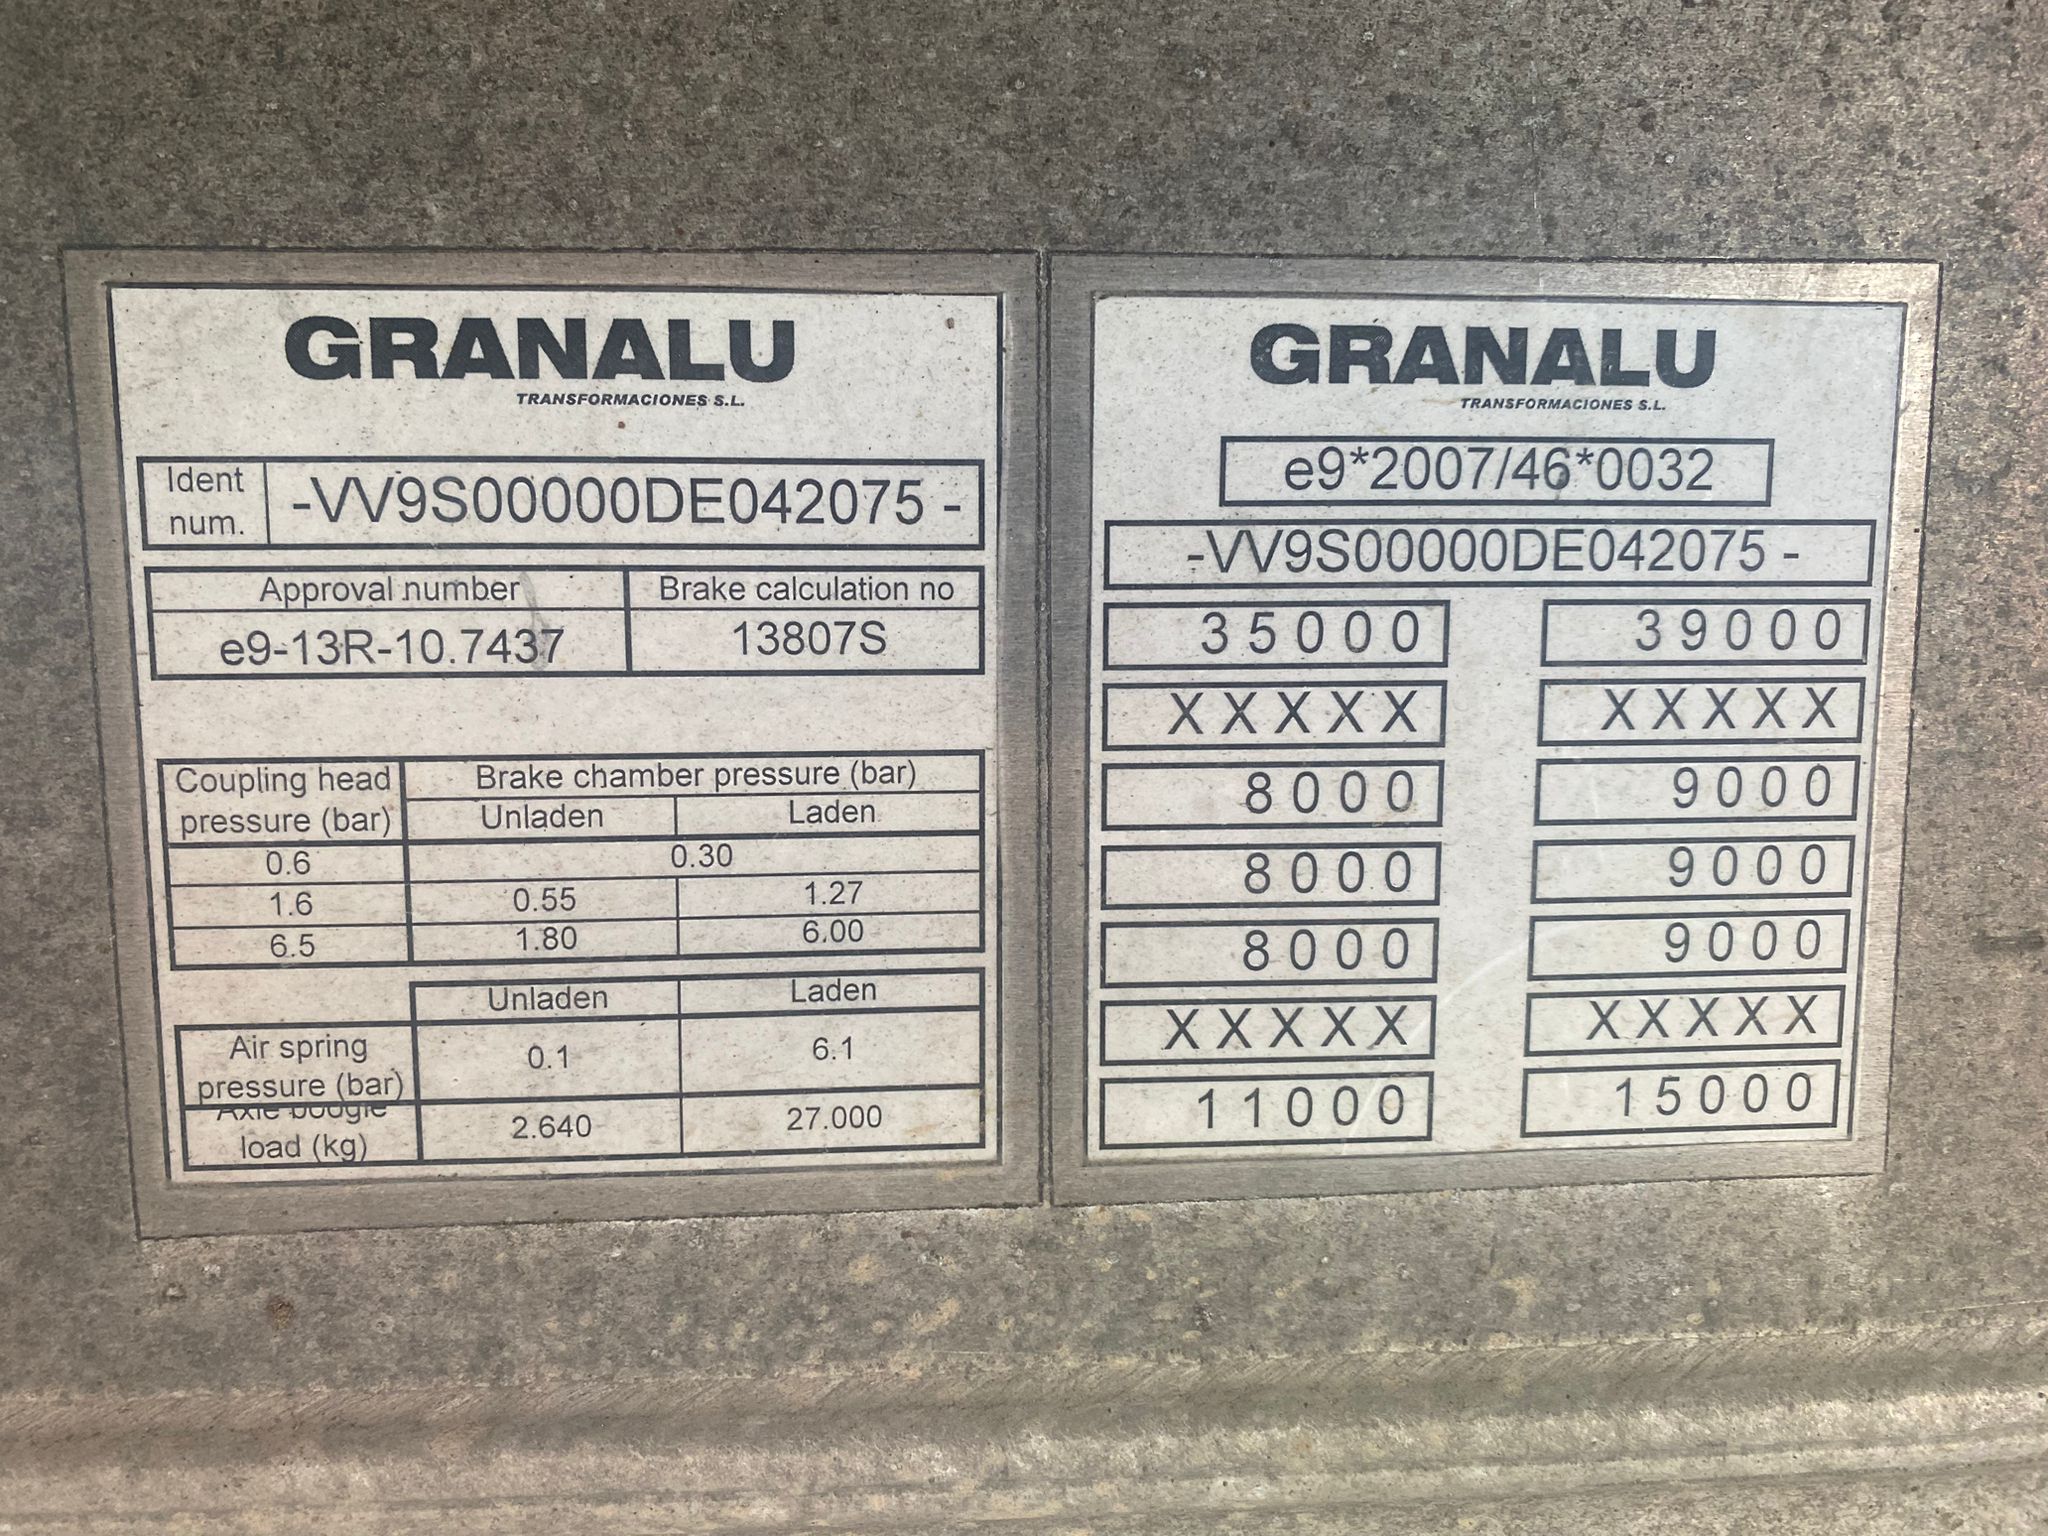 GRANALU
TRANSFORMACIONES S.L.
Ident num. -VV9S00000DE042075 -
Approval number Brake calculation no
e9-13R-10.7437 13807S
Coupling head pressure (bar) Brake chamber pressure (bar)
Unladen Laden
0.6 0.30
1.6 0.55 1.27
6.5 1.80 6.00
Unladen Laden
Air spring pressure (bar) 0.1 6.1
Axle boogie load (kg) 2.640 27.000
GRANALU
TRANSFORMACIONES S.L.
e9*2007/46*0032
-VV9S00000DE042075 -
35000 39000
XXXXX XXXXX
8000 9000
8000 9000
8000 9000
XXXXX XXXXX
11000 15000